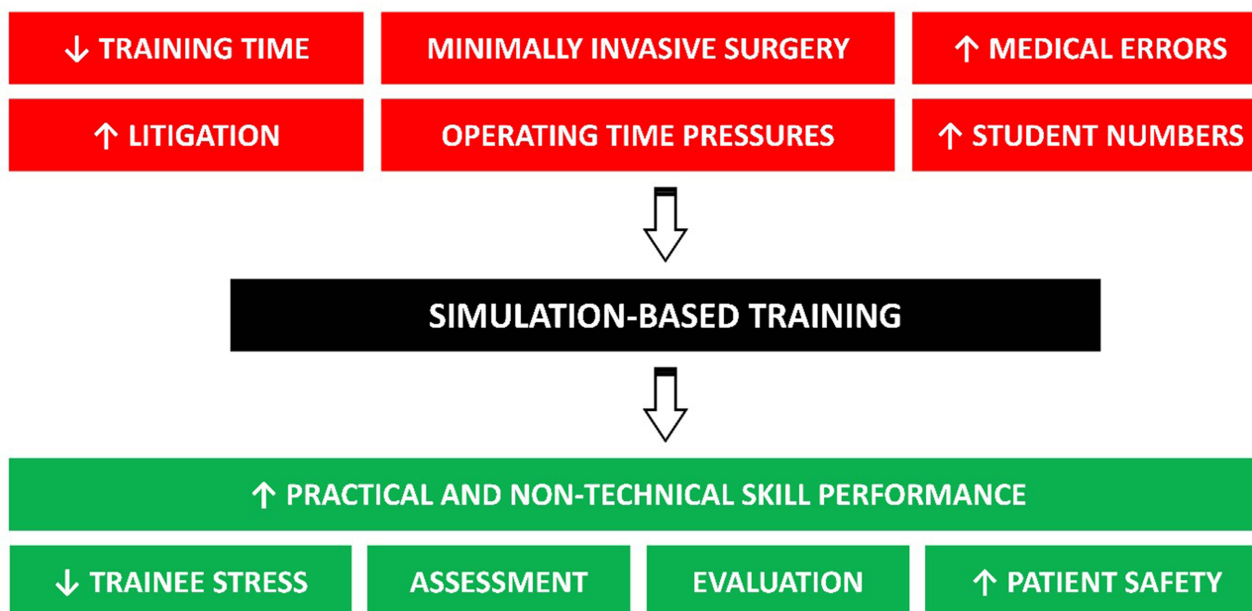 ↓ TRAINING TIME
MINIMALLY INVASIVE SURGERY
↑ MEDICAL ERRORS
↑ LITIGATION
OPERATING TIME PRESSURES
↑ STUDENT NUMBERS
SIMULATION-BASED TRAINING
↑ PRACTICAL AND NON-TECHNICAL SKILL PERFORMANCE
↓ TRAINEE STRESS
ASSESSMENT
EVALUATION
↑ PATIENT SAFETY